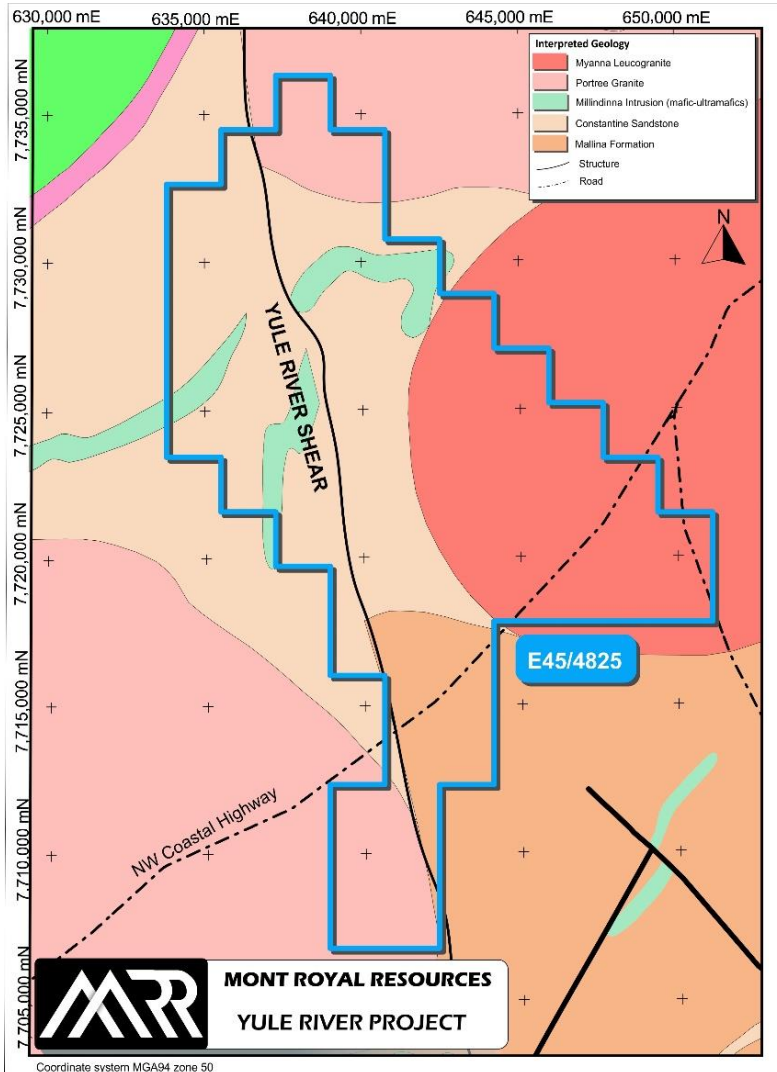 630,000 mE
635,000 mE
640,000 mE
645,000 mE
650,000 mE
Interpreted Geology
Myanna Leucogranite
Portree Granite
Millindinna Intrusion (mafic-ultramafics)
Constantine Sandstone
Mallina Formation
Structure
Road
N
7,735,000 mN
7,730,000 mN
7,725,000 mN
7,720,000 mN
7,715,000 mN
7,710,000 mN
7,705,000 mN
YULE RIVER SHEAR
E45/4825
NW Coastal Highway
MRR
MONT ROYAL RESOURCES
YULE RIVER PROJECT
Coordinate system MGA94 zone 50